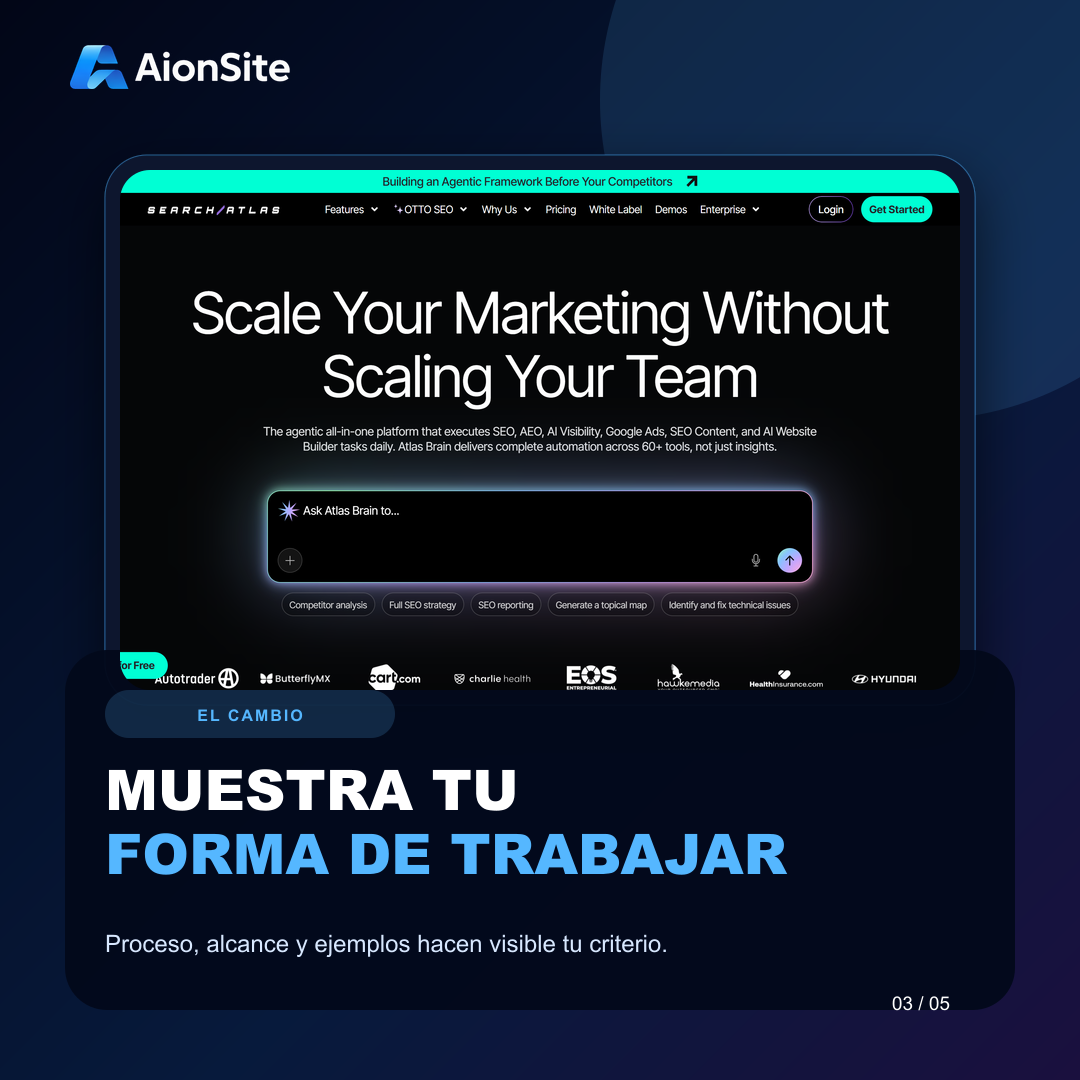 AionSite
Building an Agentic Framework Before Your Competitors
SEARCH/ATLAS Features OTTO SEO Why Us Pricing White Label Demos Enterprise Login Get Started
Scale Your Marketing Without
Scaling Your Team
The agentic all-in-one platform that executes SEO, AEO, AI Visibility, Google Ads, SEO Content, and AI Website
Builder tasks daily. Atlas Brain delivers complete automation across 60+ tools, not just insights.
Ask Atlas Brain to...
Competitor analysis Full SEO strategy SEO reporting Generate a topical map Identify and fix technical issues
for Free
Autotrader ButterflyMX cart.com charlie health EOS ENTREPRENEURIAL hawkemedia HealthInsurance.com HYUNDAI
EL CAMBIO
MUESTRA TU
FORMA DE TRABAJAR
Proceso, alcance y ejemplos hacen visible tu criterio.
03 / 05